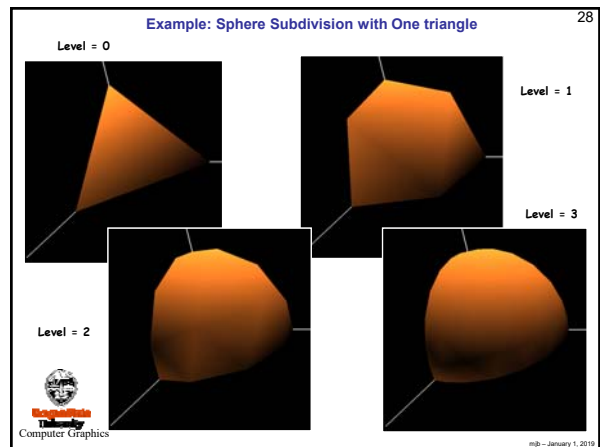 Example: Sphere Subdivision with One triangle
28
Level = 0
Level = 1
Level = 3
Level = 2
University
Computer Graphics
mjb – January 1, 2019